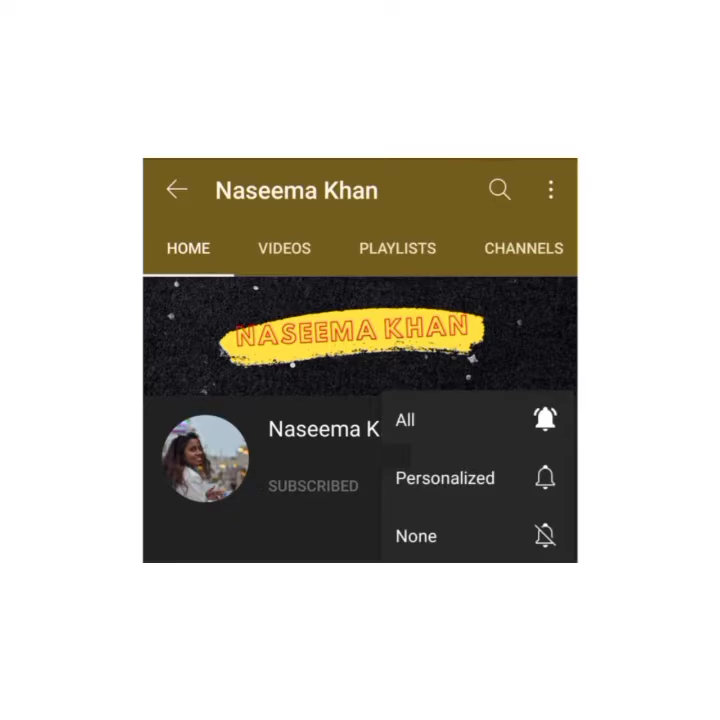 Naseema Khan
HOME VIDEOS PLAYLISTS CHANNELS
NASEEMA KHAN
Naseema K
SUBSCRIBED
All
Personalized
None